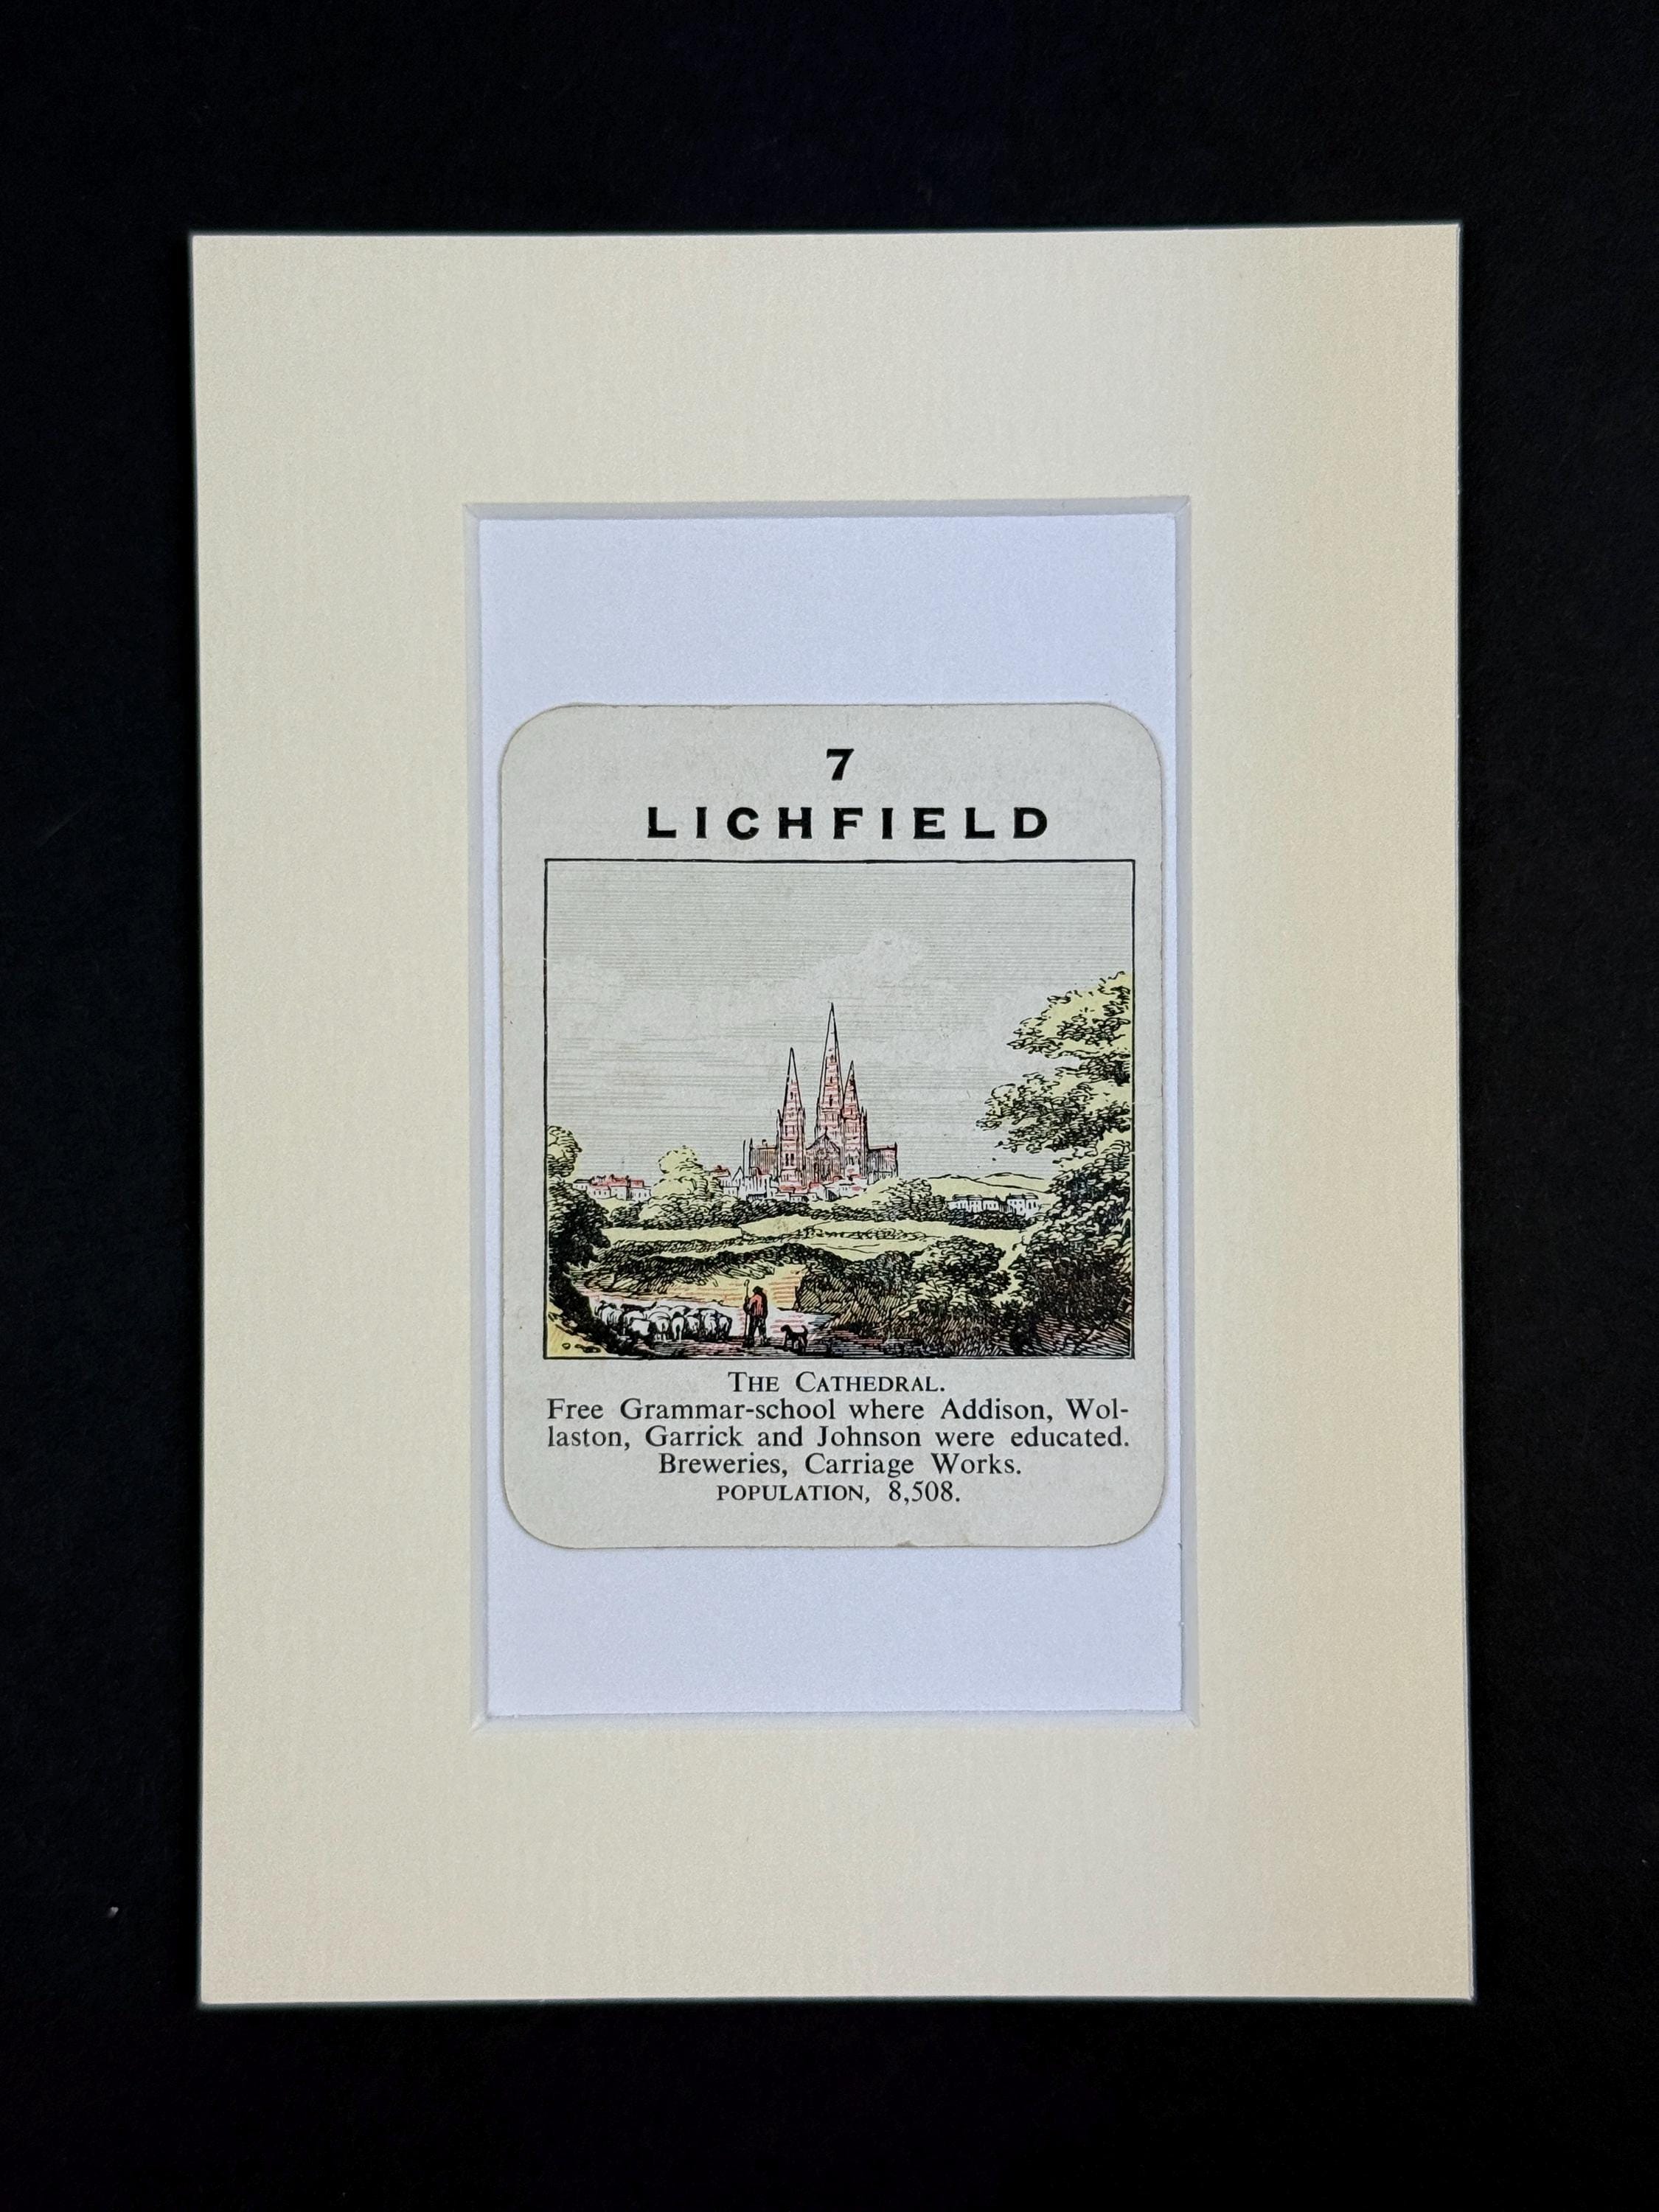 7
LICHFIELD
THE CATHEDRAL.
Free Grammar-school where Addison, Wol-
laston, Garrick and Johnson were educated.
Breweries, Carriage Works.
POPULATION, 8,508.